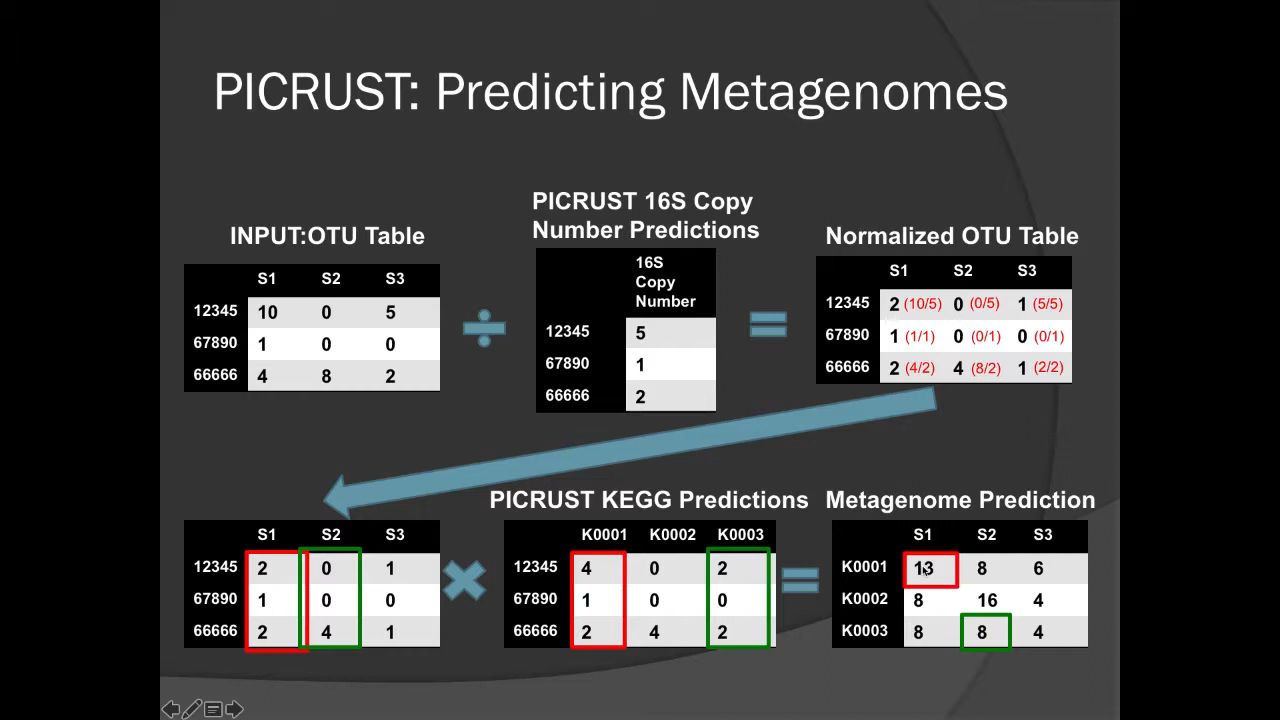 PICRUST: Predicting Metagenomes
INPUT:OTU Table
S1 S2 S3
12345 10 0 5
67890 1 0 0
66666 4 8 2
PICRUST 16S Copy
Number Predictions
16S
Copy
Number
12345 5
67890 1
66666 2
Normalized OTU Table
S1 S2 S3
12345 2 (10/5) 0 (0/5) 1 (5/5)
67890 1 (1/1) 0 (0/1) 0 (0/1)
66666 2 (4/2) 4 (8/2) 1 (2/2)
S1 S2 S3
12345 2 0 1
67890 1 0 0
66666 2 4 1
PICRUST KEGG Predictions
K0001 K0002 K0003
12345 4 0 2
67890 1 0 0
66666 2 4 2
Metagenome Prediction
S1 S2 S3
K0001 13 8 6
K0002 8 16 4
K0003 8 8 4